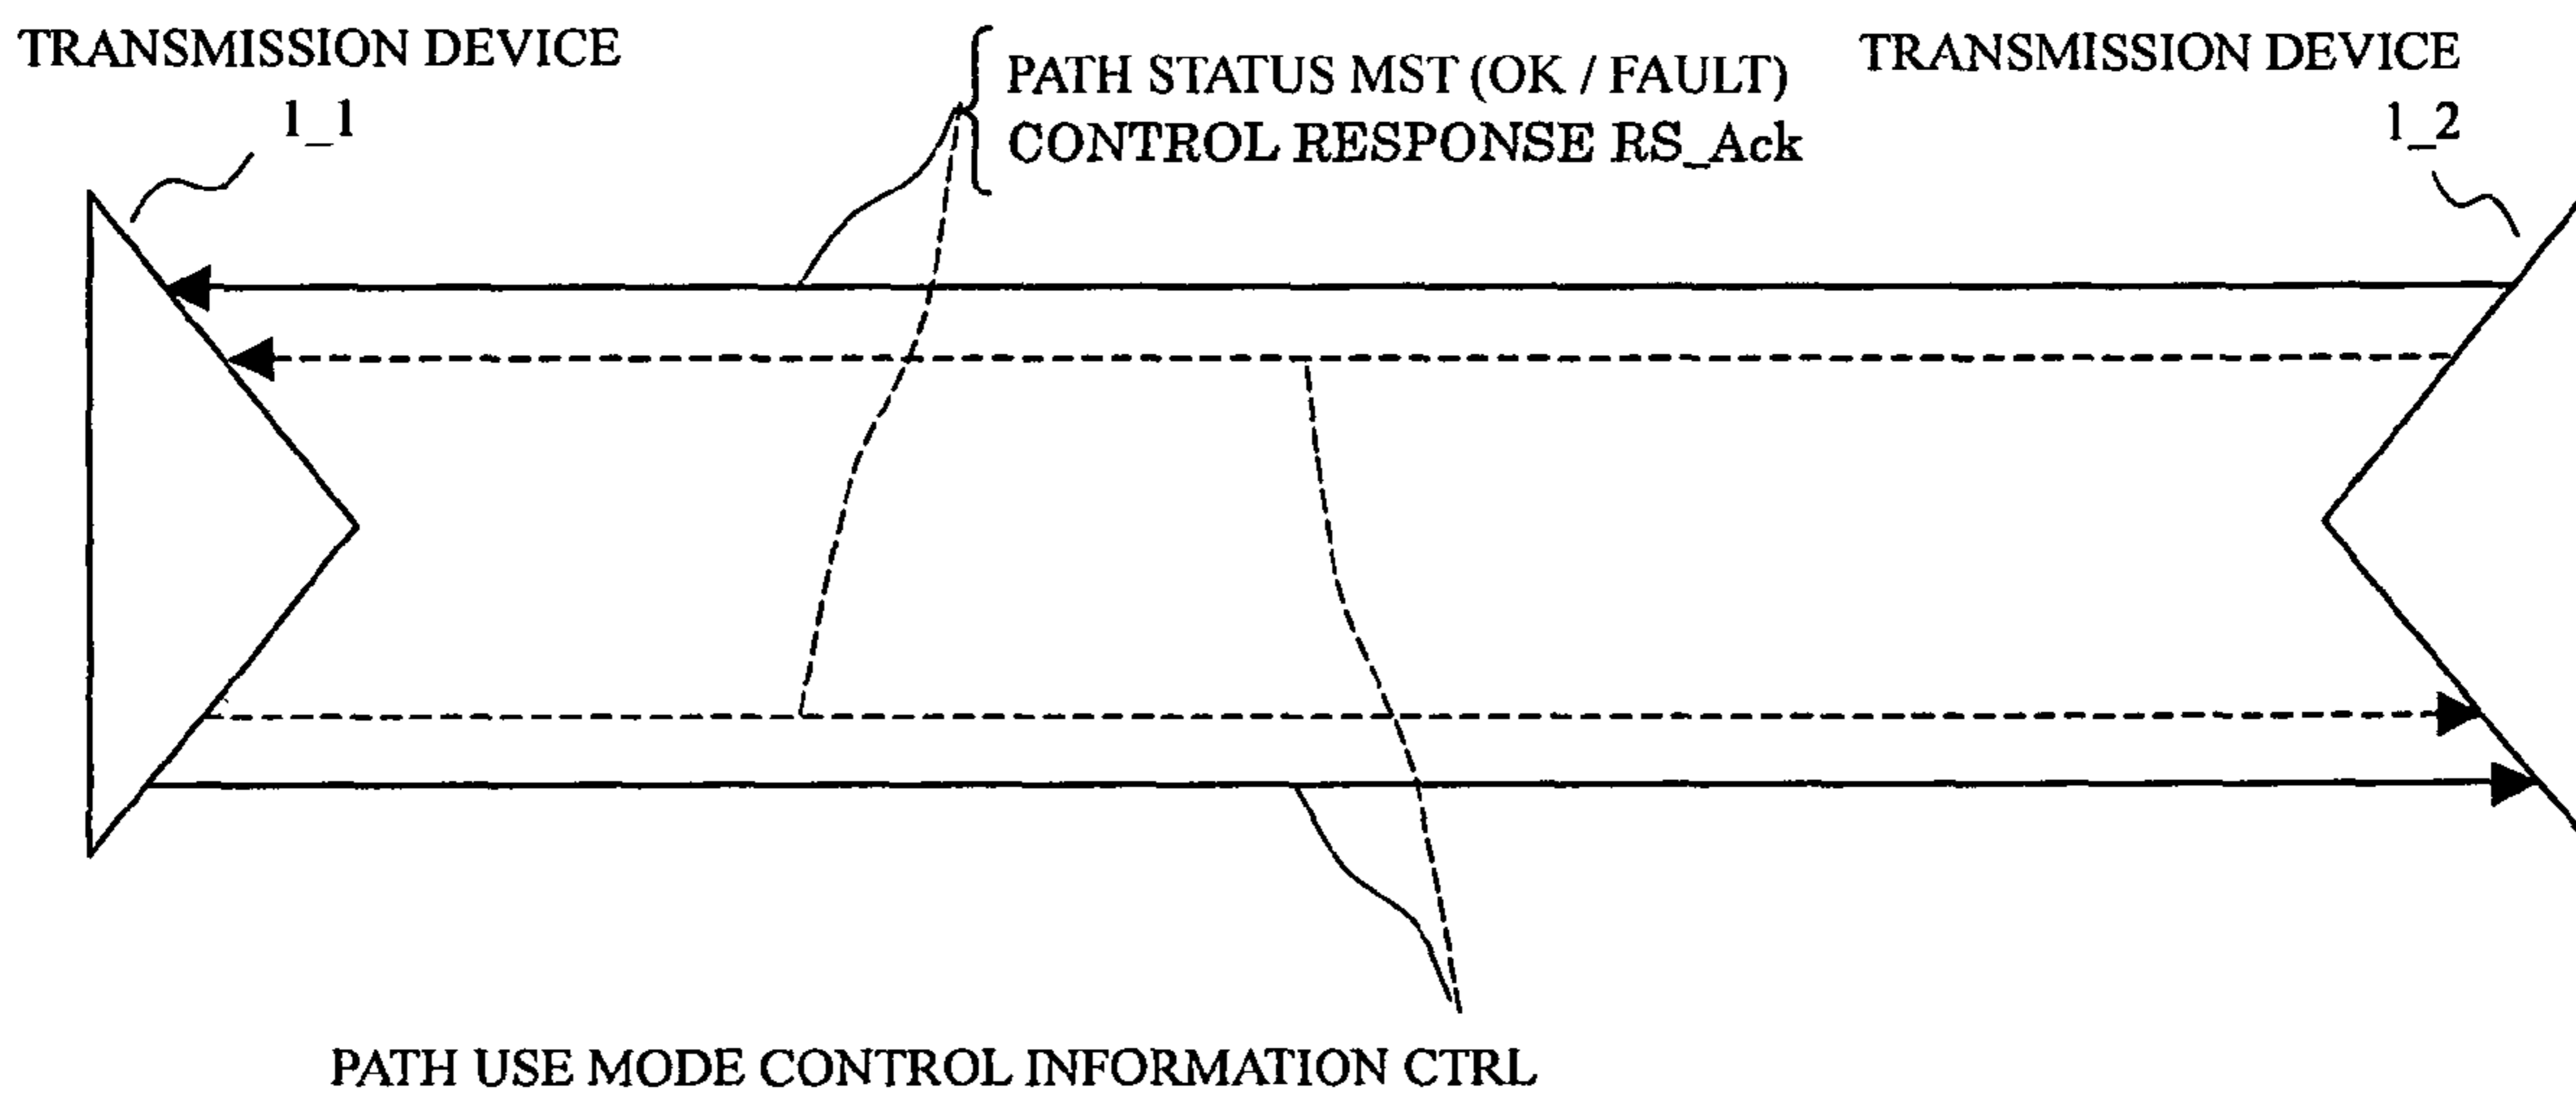 TRANSMISSION DEVICE
1_1
PATH STATUS MST (OK / FAULT)
CONTROL RESPONSE RS_Ack
TRANSMISSION DEVICE
1_2
PATH USE MODE CONTROL INFORMATION CTRL